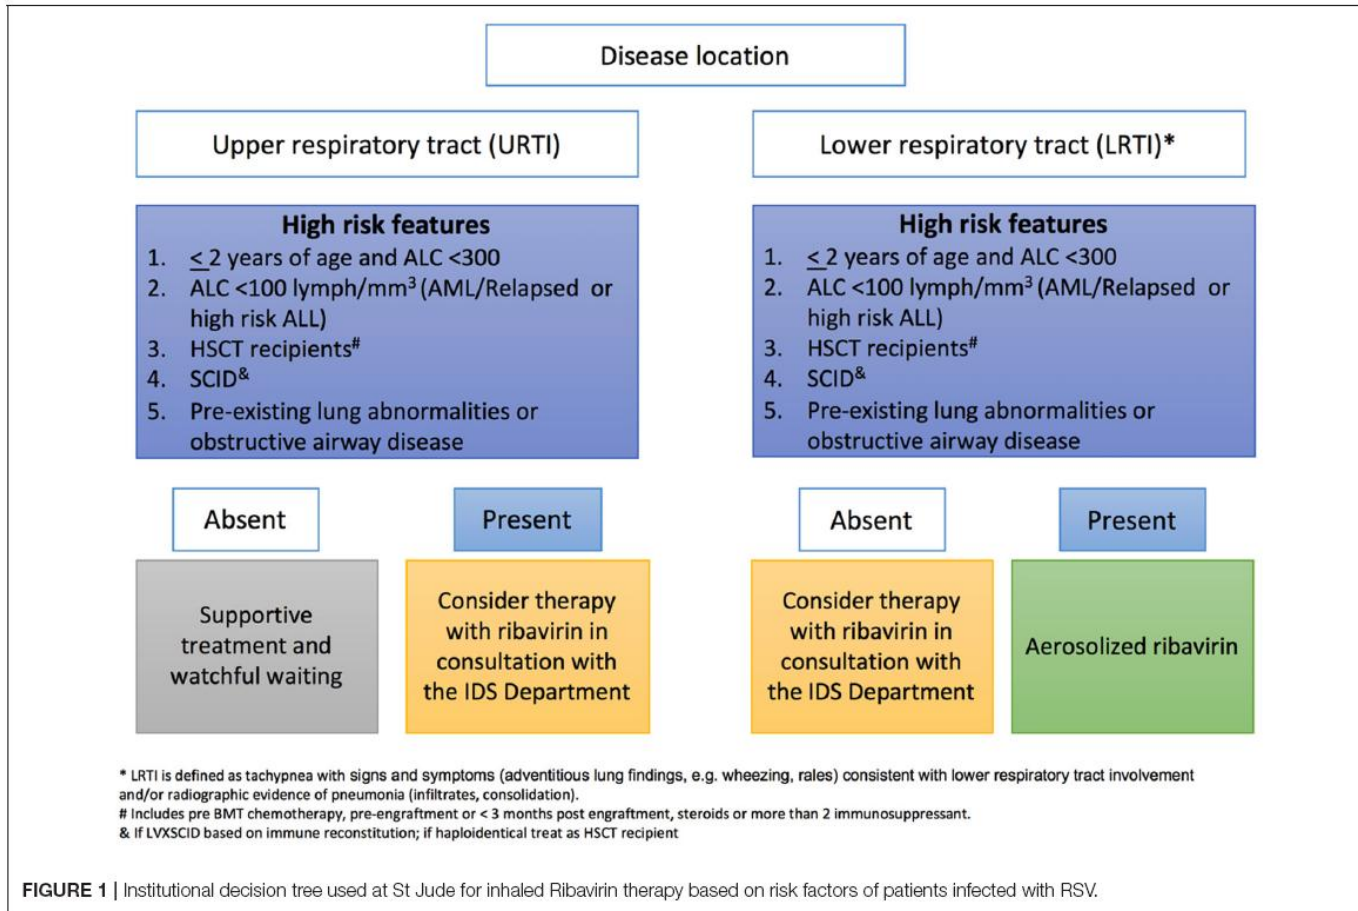 Disease location
Upper respiratory tract (URTI)
Lower respiratory tract (LRTI)*
High risk features
1. < 2 years of age and ALC <300
2. ALC <100 lymph/mm³ (AML/Relapsed or
high risk ALL)
3. HSCT recipients#
4. SCID&
5. Pre-existing lung abnormalities or
obstructive airway disease
High risk features
1. < 2 years of age and ALC <300
2. ALC <100 lymph/mm³ (AML/Relapsed or
high risk ALL)
3. HSCT recipients#
4. SCID&
5. Pre-existing lung abnormalities or
obstructive airway disease
Absent
Present
Absent
Present
Supportive
treatment and
watchful waiting
Consider therapy
with ribavirin in
consultation with
the IDS Department
Consider therapy
with ribavirin in
consultation with
the IDS Department
Aerosolized ribavirin
* LRTI is defined as tachypnea with signs and symptoms (adventitious lung findings, e.g. wheezing, rales) consistent with lower respiratory tract involvement
and/or radiographic evidence of pneumonia (infiltrates, consolidation).
# Includes pre BMT chemotherapy, pre-engraftment or < 3 months post engraftment, steroids or more than 2 immunosuppressant.
& If LVXSCID based on immune reconstitution; if haploidentical treat as HSCT recipient
FIGURE 1 | Institutional decision tree used at St Jude for inhaled Ribavirin therapy based on risk factors of patients infected with RSV.